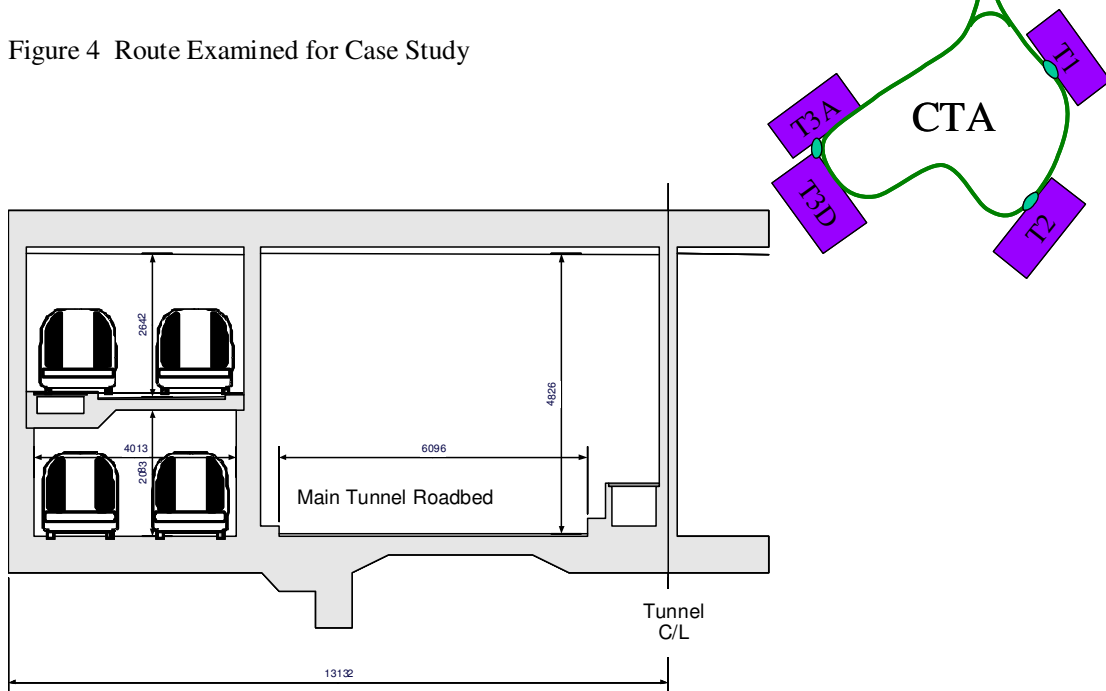 Figure 4 Route Examined for Case Study
T1
T3A
CTA
T3D
T2
2642
4826
4013
2083
6096
Main Tunnel Roadbed
Tunnel
C/L
13132